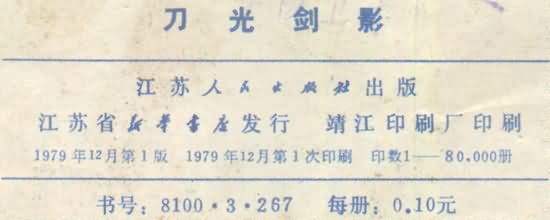 刀光剑影
江苏人民出版社出版
江苏省新华书店发行 靖江印刷厂印刷
1979年12月第1版 1979年12月第1次印刷 印数1—80.000册
书号：8100·3·267 每册：0.10元